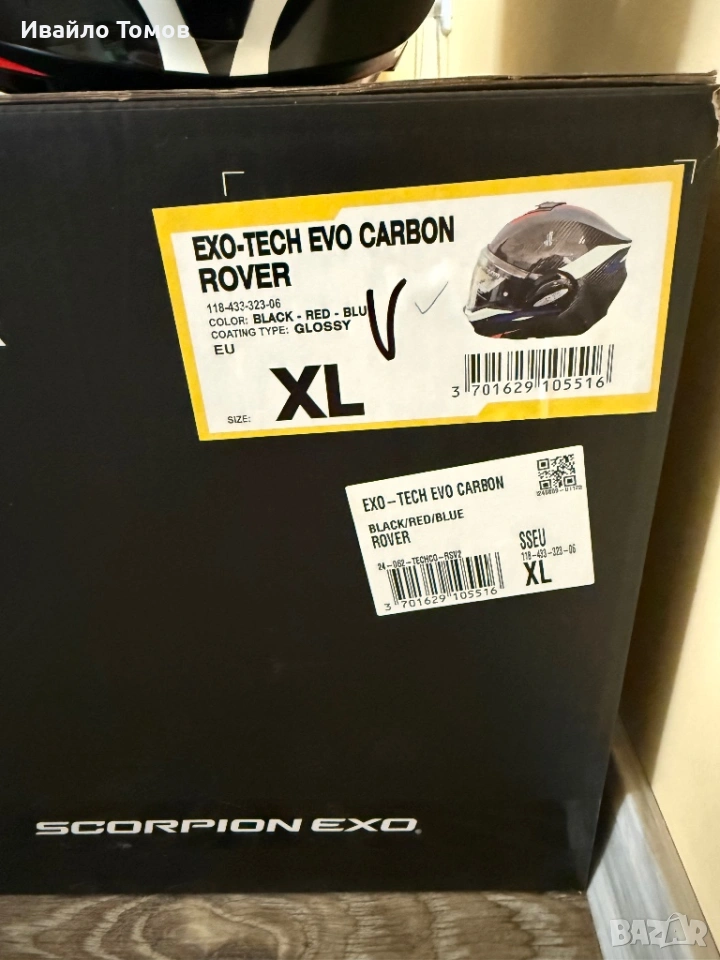 Ивайло Томов
EXO-TECH EVO CARBON
ROVER
118-433-323-06
COLOR: BLACK - RED - BLU
COATING TYPE: GLOSSY
EU
SIZE: XL
3 701629 105516
EXO-TECH EVO CARBON
BLACK/RED/BLUE
ROVER
24-062-TECHCO-RSV2
3 701629 105516
SSEU
118-433-323-06
XL
SCORPION EXO
BAZAR